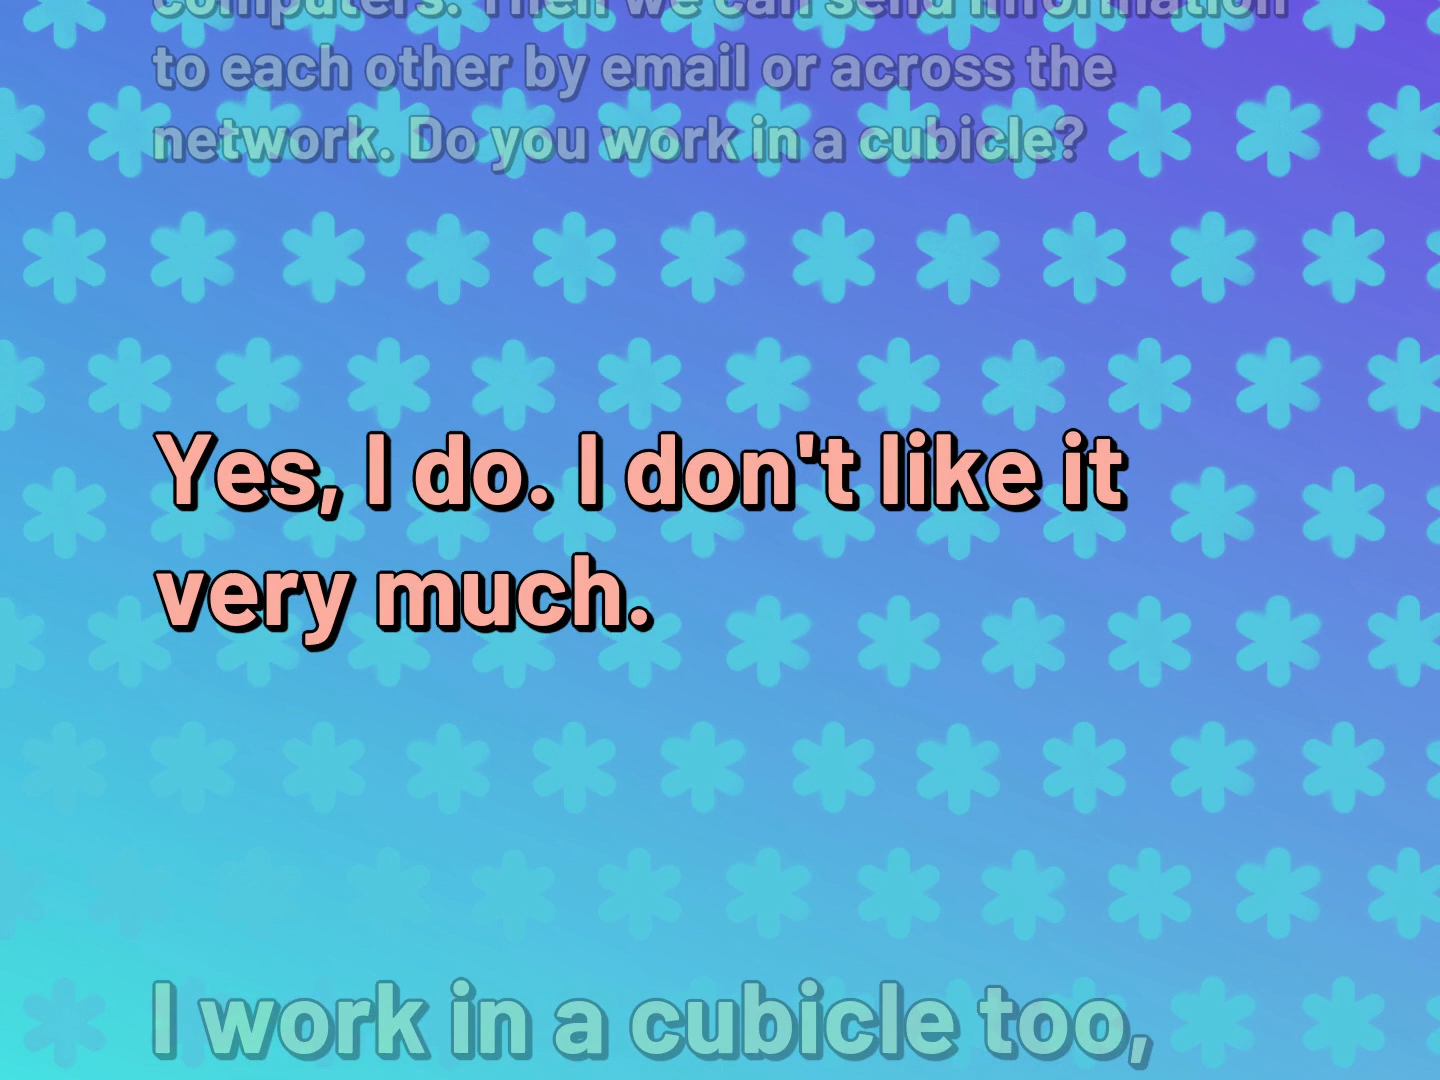 computers. Then we can send information
to each other by email or across the
network. Do you work in a cubicle?
Yes, I do. I don't like it
very much.
I work in a cubicle too,